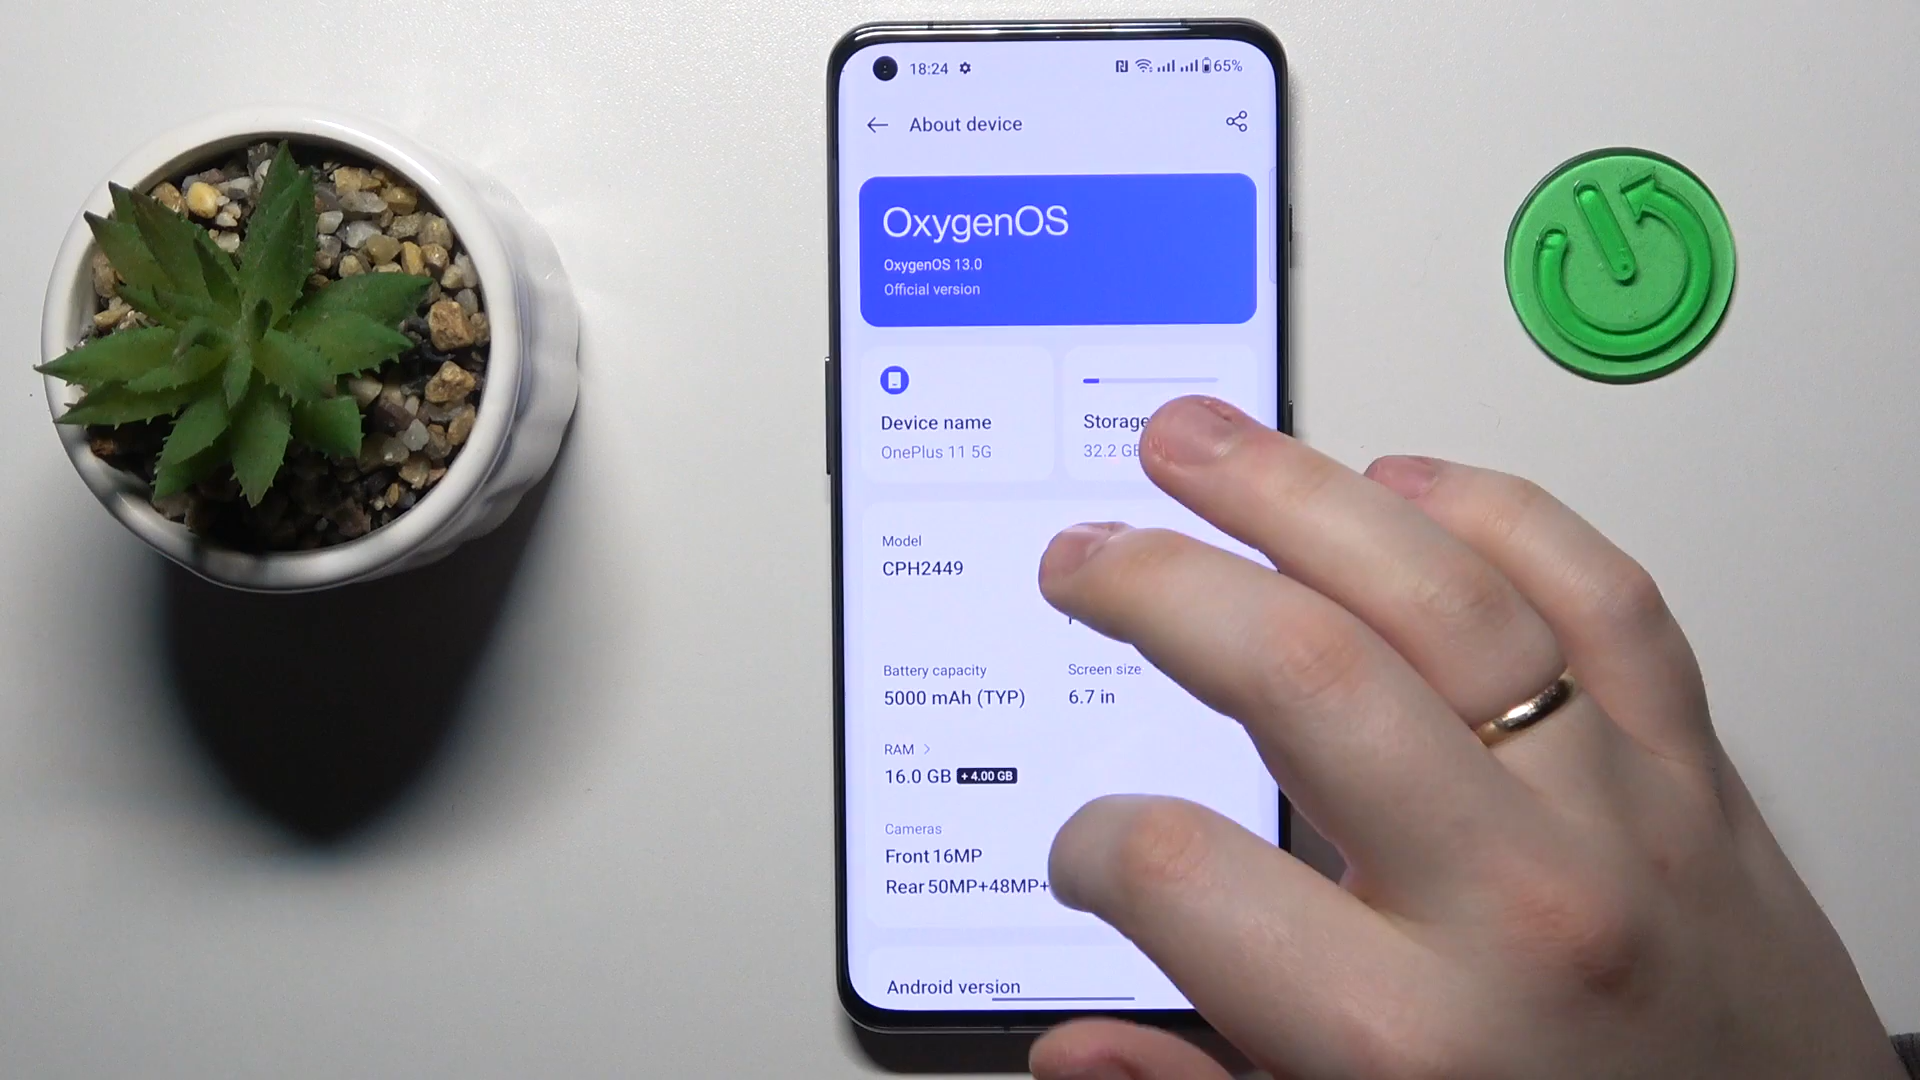 18:24
65%
About device
OxygenOS
OxygenOS 13.0
Official version
Device name
OnePlus 11 5G
Storage
32.2 GB
Model
CPH2449
Battery capacity
5000 mAh (TYP)
Screen size
6.7 in
RAM
16.0 GB + 4.00 GB
Cameras
Front 16MP
Rear 50MP+48MP+
Android version